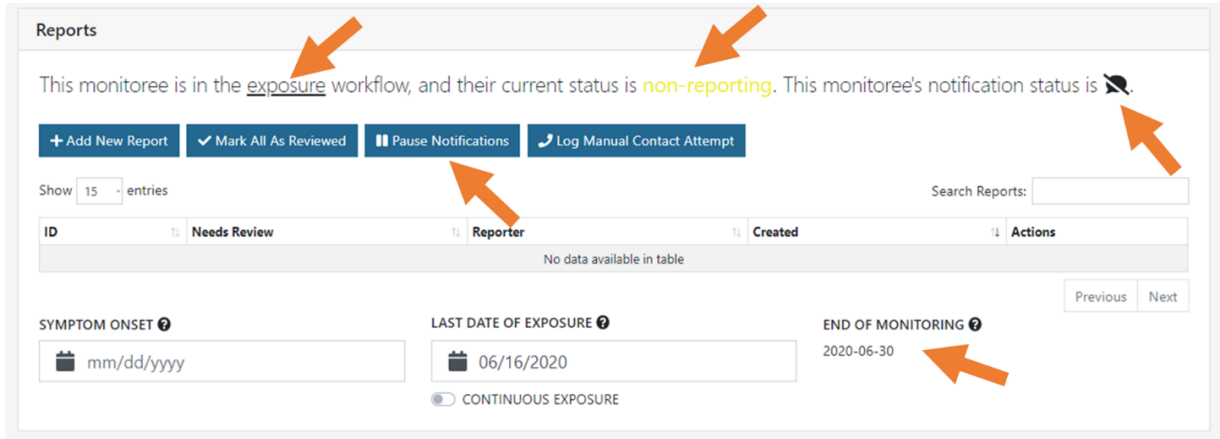 Reports
This monitoree is in the exposure workflow, and their current status is non-reporting. This monitoree's notification status is .
Add New Report Mark All As Reviewed Pause Notifications Log Manual Contact Attempt
Show 15 entries Search Reports:
ID Needs Review Reporter Created Actions
No data available in table
Previous Next
SYMPTOM ONSET LAST DATE OF EXPOSURE END OF MONITORING
mm/dd/yyyy 06/16/2020 2020-06-30
CONTINUOUS EXPOSURE